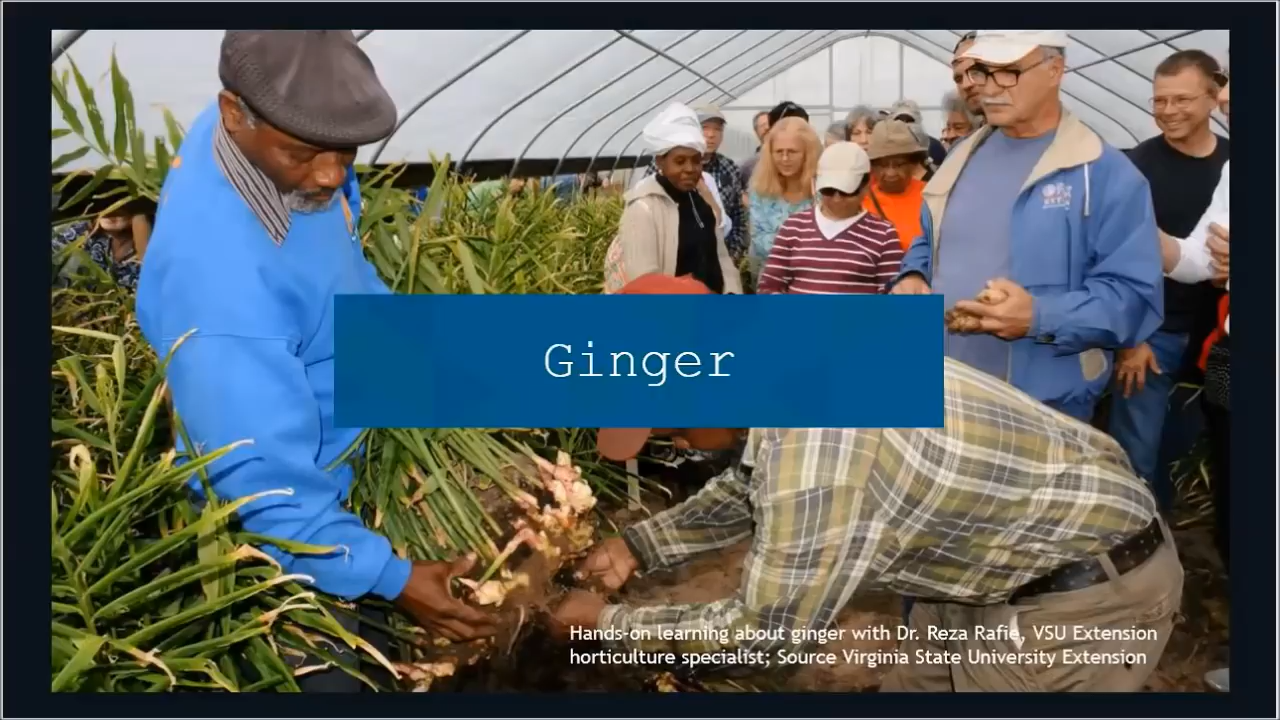 Ginger
Hands-on learning about ginger with Dr. Reza Rafie, VSU Extension
horticulture specialist; Source Virginia State University Extension